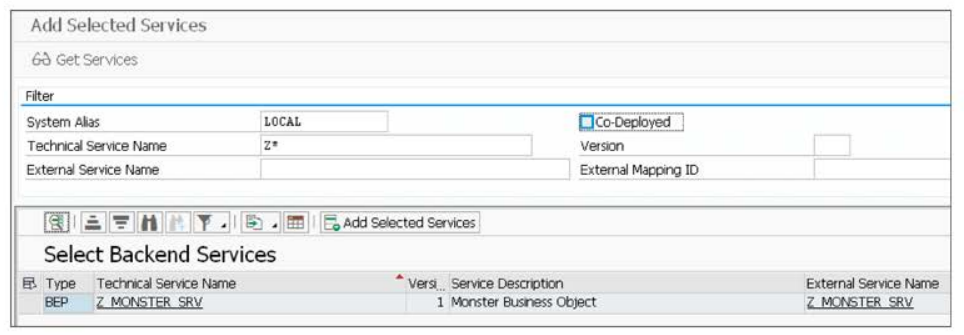 Add Selected Services
Get Services
Filter
System Alias LOCAL Co-Deployed
Technical Service Name Z* Version
External Service Name External Mapping ID
Add Selected Services
Select Backend Services
Type Technical Service Name Versi... Service Description External Service Name
BEP Z_MONSTER_SRV 1 Monster Business Object Z_MONSTER_SRV